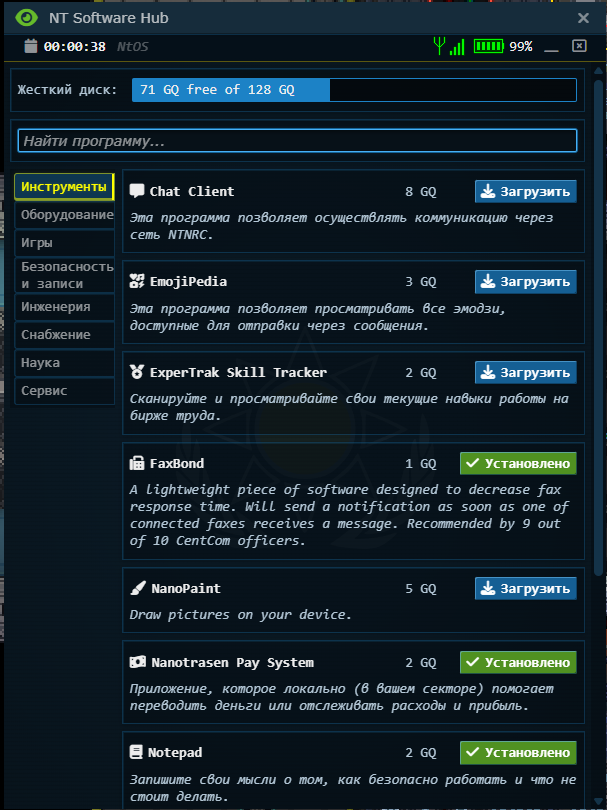 NT Software Hub
00:00:38 NtOS 99%
Жесткий диск: 71 GQ free of 128 GQ
Найти программу...
Инструменты
Оборудование
Игры
Безопасность
и записи
Инженерия
Снабжение
Наука
Сервис
Chat Client 8 GQ Загрузить
Эта программа позволяет осуществлять коммуникацию через
сеть NTNRC.
EmojiPedia 3 GQ Загрузить
Эта программа позволяет просматривать все эмодзи,
доступные для отправки через сообщения.
ExperTrak Skill Tracker 2 GQ Загрузить
Сканируйте и просматривайте свои текущие навыки работы на
бирже труда.
FaxBond 1 GQ Установлено
A lightweight piece of software designed to decrease fax
response time. Will send a notification as soon as one of
connected faxes receives a message. Recommended by 9 out
of 10 CentCom officers.
NanoPaint 5 GQ Загрузить
Draw pictures on your device.
Nanotrasen Pay System 2 GQ Установлено
Приложение, которое локально (в вашем секторе) помогает
переводить деньги или отслеживать расходы и прибыль.
Notepad 2 GQ Установлено
Запишите свои мысли о том, как безопасно работать и что не
стоит делать.